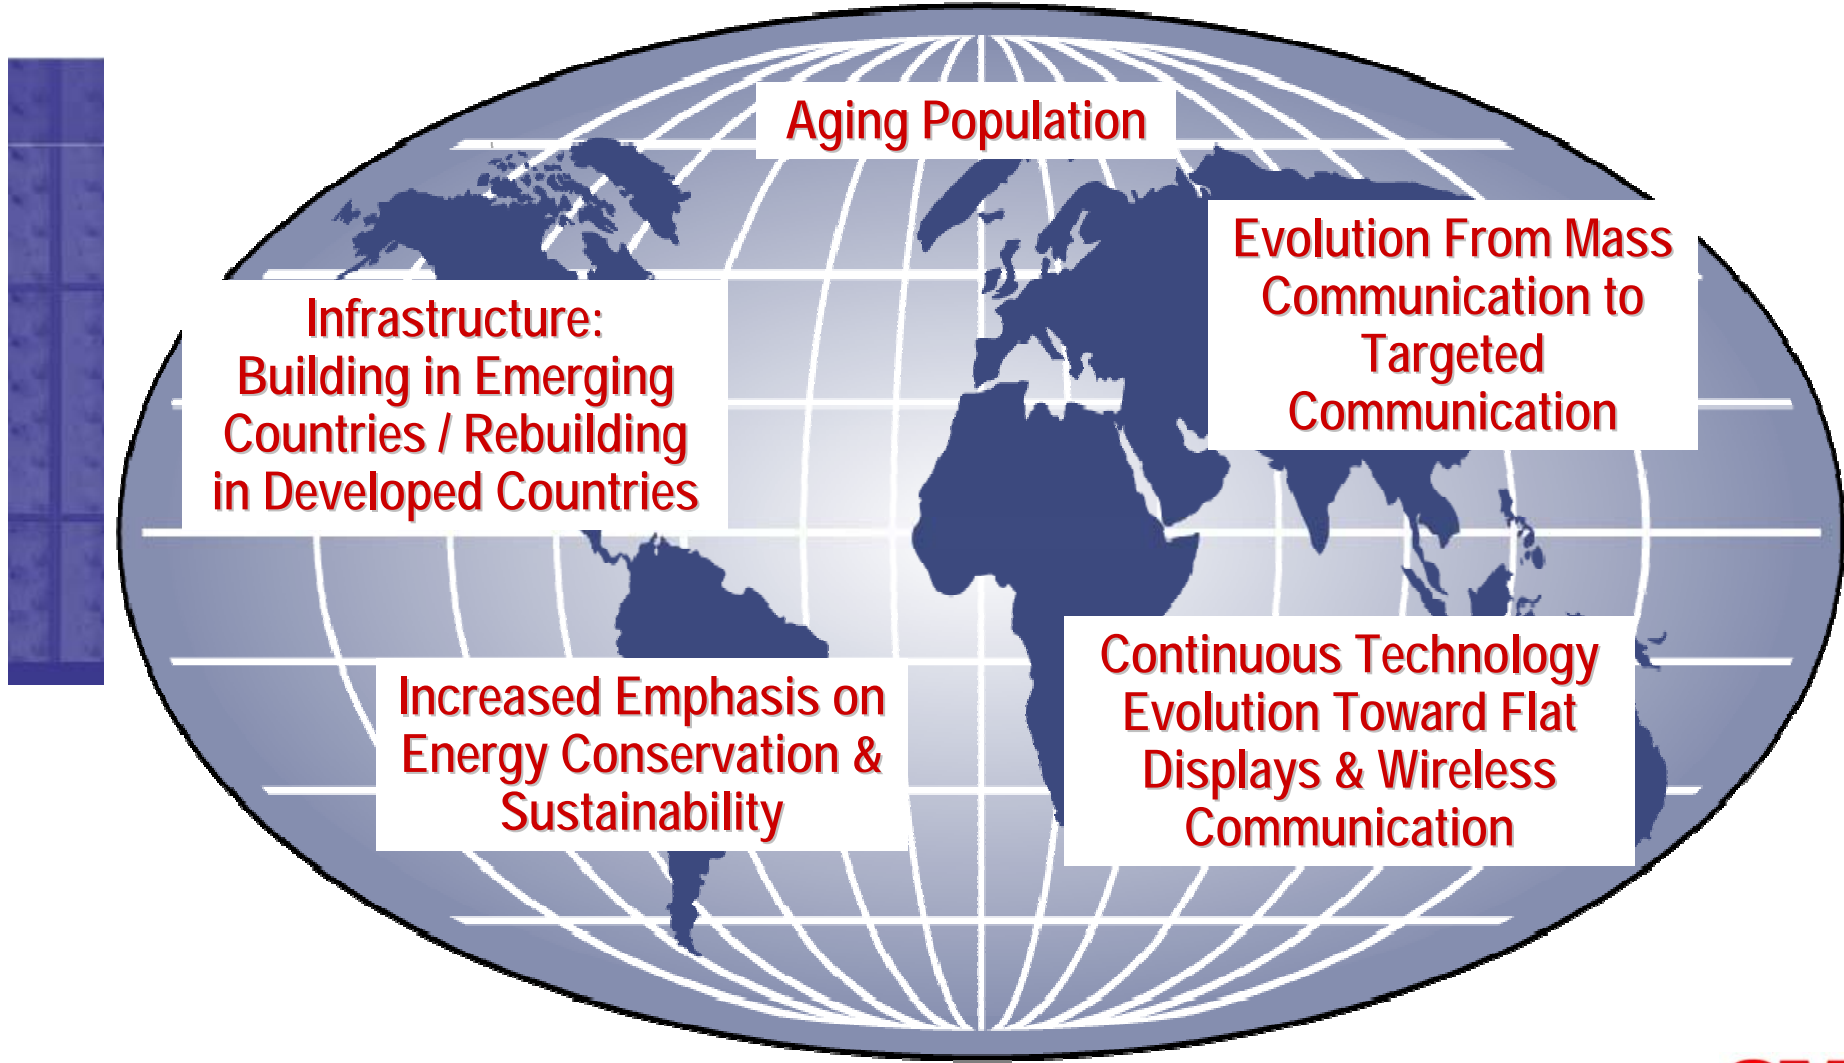 Aging Population
Evolution From Mass
Communication to
Targeted
Communication
Infrastructure:
Building in Emerging
Countries / Rebuilding
in Developed Countries
Continuous Technology
Evolution Toward Flat
Displays & Wireless
Communication
Increased Emphasis on
Energy Conservation &
Sustainability